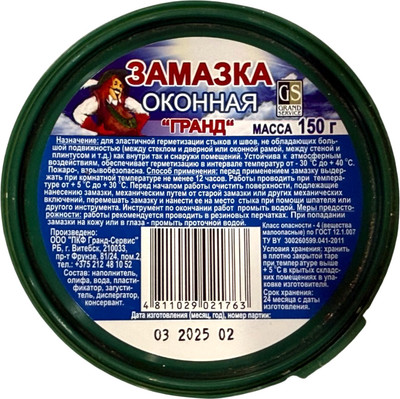 ЗАМАЗКА
ОКОННАЯ
"ГРАНД"
GS
GRAND
SERVICE
МАССА 150 г
Назначение: для эластичной герметизации стыков и швов, не обладающих боль-
шой подвижностью (между стеклом и дверной или оконной рамой, между стеной и
плинтусом и т.д.) как внутри так и снаружи помещений. Устойчива к атмосферным
воздействиям, обеспечивает герметизацию в интервале температур от - 30 °С до + 40 °С.
Пожаро-, взрывобезопасна. Способ применения: перед применением замазку выдер-
жать при комнатной температуре не менее 12 часов. Работы проводить при темпера-
туре от + 5 °С до + 30 °С. Перед началом работы очистить поверхности, подлежащие
нанесению замазки, механическим путем от старой замазки или других механических
включений, перемешать замазку и нанести ее на место стыка при помощи шпателя или
другого инструмента. Инструмент по окончании работ промыть водой. Меры предосто-
рожности: работы рекомендуется проводить в резиновых перчатках. При попадании
замазки на кожу или в глаза - промыть проточной водой.
Произведено:
ООО "ПКФ Гранд-Сервис"
РБ, г. Витебск, 210033,
пр-т Фрунзе, 81/24, пом.2
тел.: +375 212 48 10 52
Состав: наполнитель,
олифа, вода, пласти-
фикатор, загусти-
тель, диспергатор,
консервант.
4 811029 021763
Класс опасности - 4 (вещества
малоопасные) по ГОСТ 12.1.007
ТУ BY 300260599.041-2011
Условия хранения: хранить
в плотно закрытой таре
при температуре выше
+ 5 °С в крытых склад-
ских помещениях в упа-
ковке изготовителя.
Срок хранения:
24 месяца с даты
изготовления.
Дата изготовления (месяц, год), номер партии:
03 2025 02